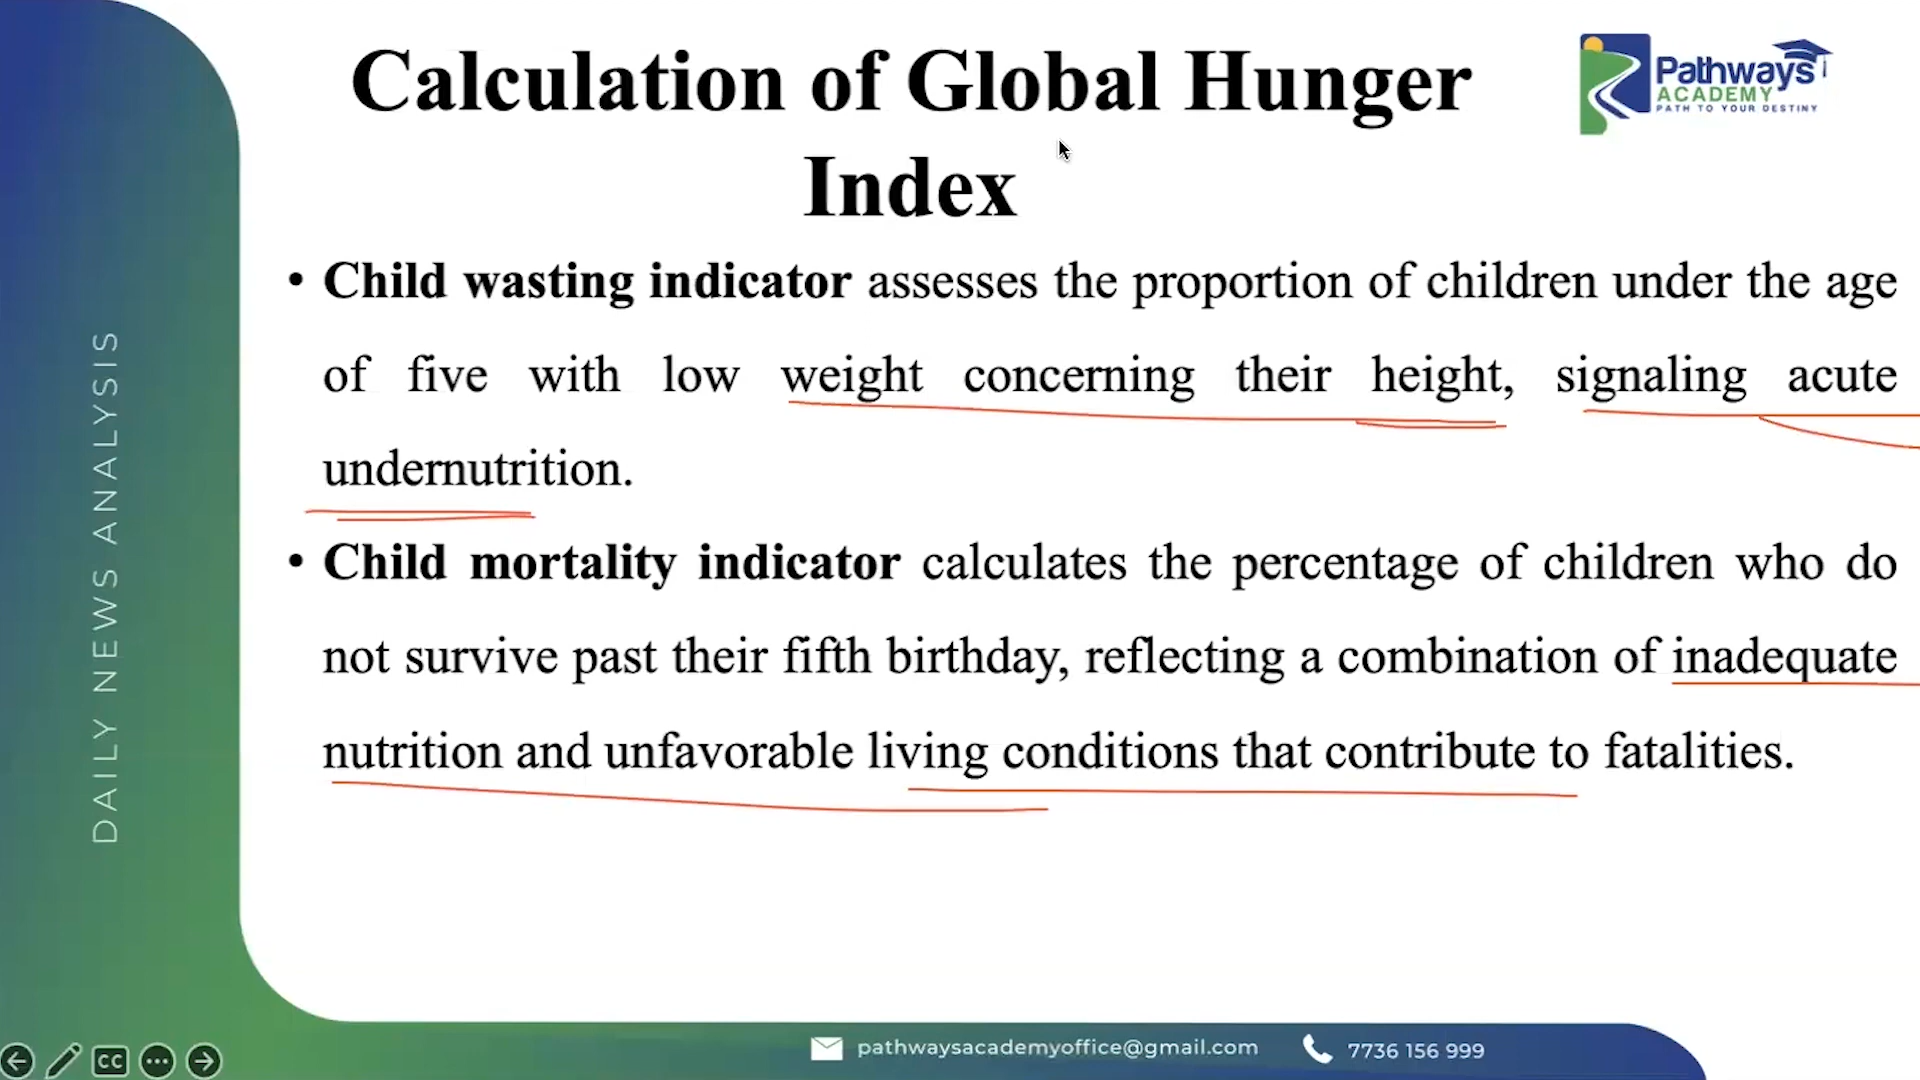 Calculation of Global Hunger
Index
Pathways
ACADEMY
PATH TO YOUR DESTINY
• Child wasting indicator assesses the proportion of children under the age
of five with low weight concerning their height, signaling acute
undernutrition.
• Child mortality indicator calculates the percentage of children who do
not survive past their fifth birthday, reflecting a combination of inadequate
nutrition and unfavorable living conditions that contribute to fatalities.
DAILY NEWS ANALYSIS
CC
pathwaysacademyoffice@gmail.com
7736 156 999